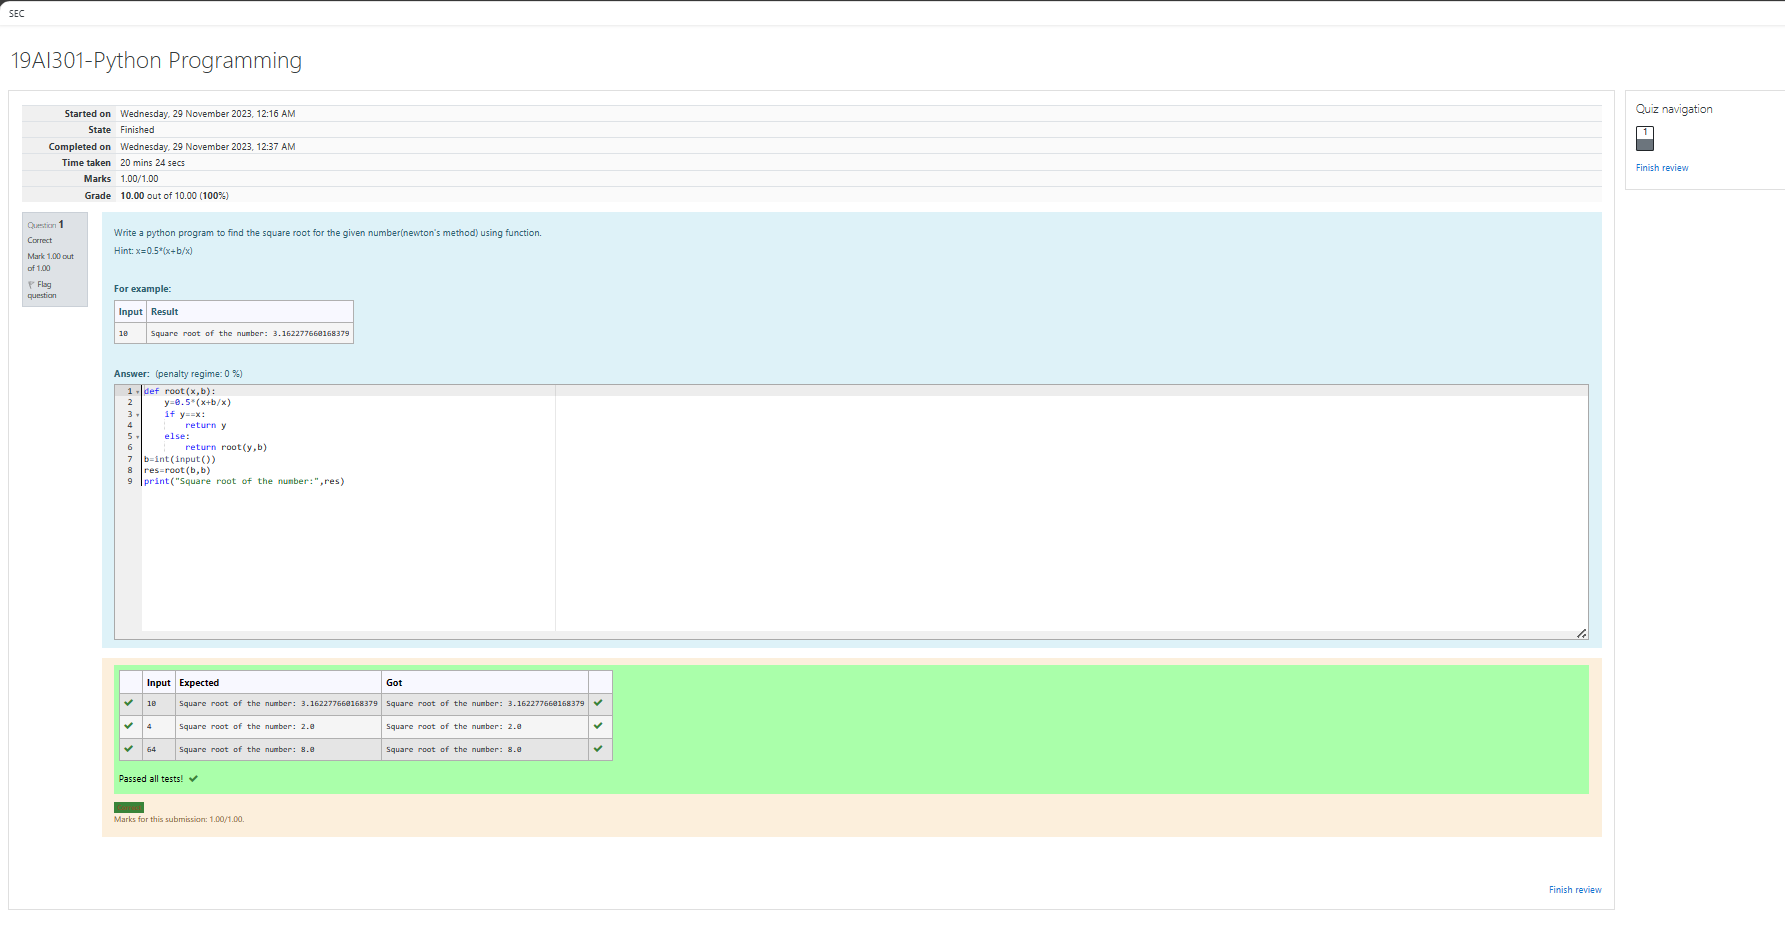 SEC
19AI301-Python Programming
Started on Wednesday, 29 November 2023, 12:16 AM
State Finished
Completed on Wednesday, 29 November 2023, 12:37 AM
Time taken 20 mins 24 secs
Marks 1.00/1.00
Grade 10.00 out of 10.00 (100%)
Quiz navigation
1
Finish review
Question 1
Correct
Mark 1.00 out
of 1.00
Flag
question
Write a python program to find the square root for the given number(newton's method) using function.
Hint: x=0.5*(x+b/x)
For example:
Input Result
10 Square root of the number: 3.162277660168379
Answer: (penalty regime: 0 %)
1 def root(x,b):
2 y=0.5*(x+b/x)
3 if y==x:
4 return y
5 else:
6 return root(y,b)
7 b=int(input())
8 res=root(b,b)
9 print("Square root of the number:",res)
Input Expected Got
10 Square root of the number: 3.162277660168379 Square root of the number: 3.162277660168379
4 Square root of the number: 2.0 Square root of the number: 2.0
64 Square root of the number: 8.0 Square root of the number: 8.0
Passed all tests!
Marks for this submission: 1.00/1.00.
Finish review